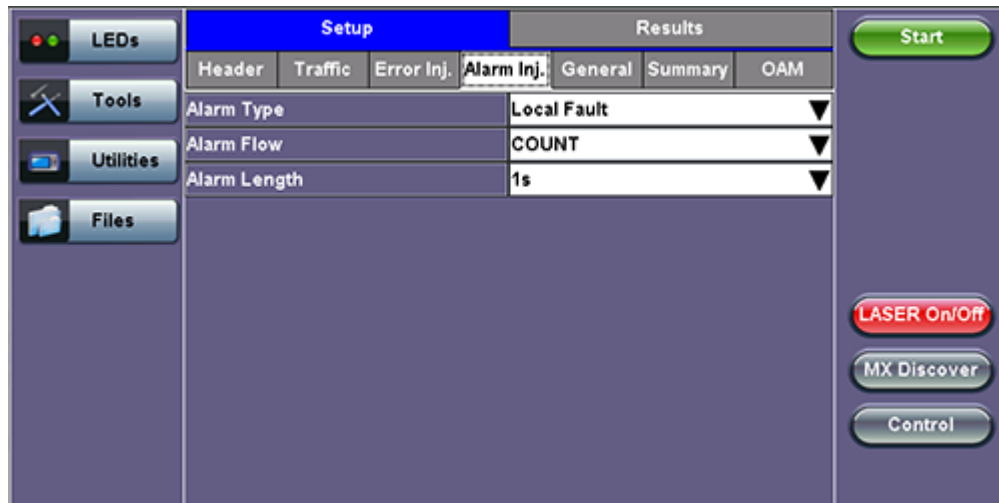 LEDs
Tools
Utilities
Files
Setup Results
Header Traffic Error Inj. Alarm Inj. General Summary OAM
Alarm Type Local Fault
Alarm Flow COUNT
Alarm Length 1s
Start
LASER On/Off
MX Discover
Control